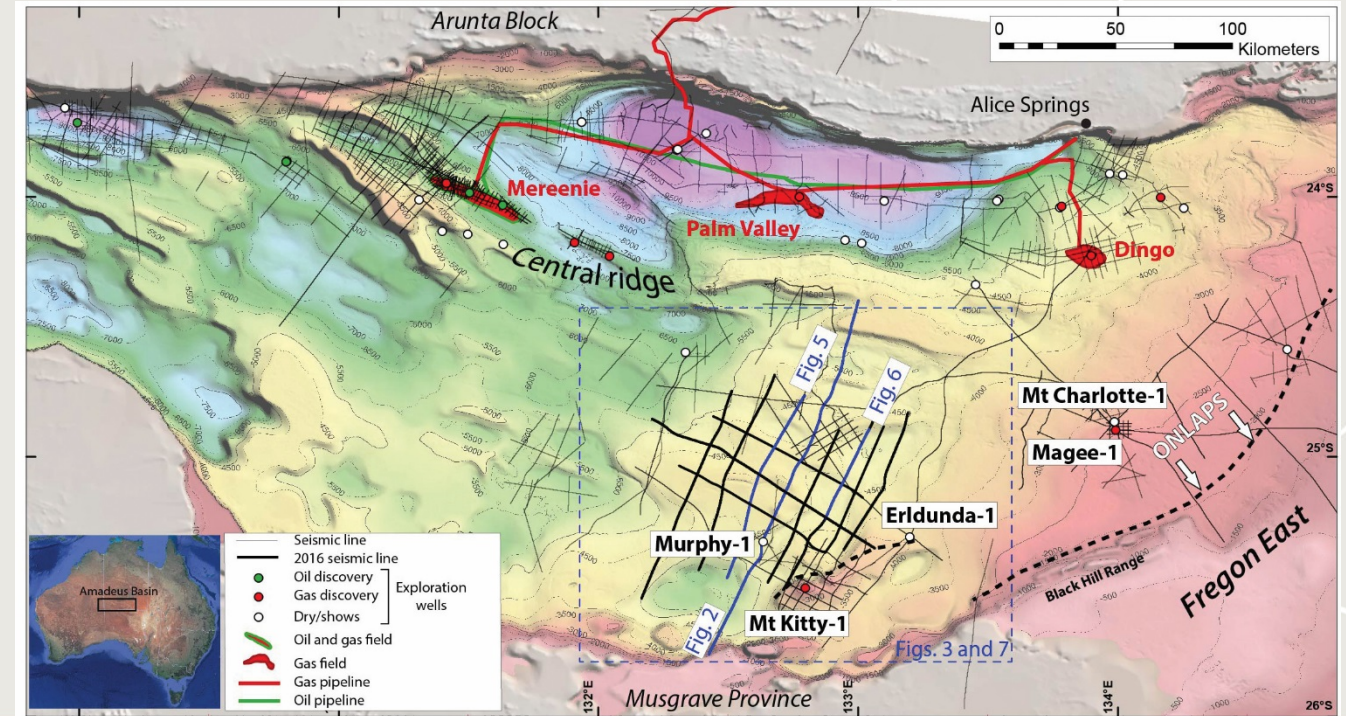 Arunta Block
0 50 100
Kilometers
Alice Springs
24°S
Mereenie
Palm Valley
Dingo
Central ridge
Fig. 5
Fig. 6
Mt Charlotte-1
Magee-1
ONLAPS
25°S
Erldunda-1
Murphy-1
Fregon East
Black Hill Range
Mt Kitty-1
Fig. 2
Figs. 3 and 7
Musgrave Province
132°E
133°E
134°E
26°S
Amadeus Basin
Seismic line
2016 seismic line
Oil discovery
Gas discovery
Dry/shows
Exploration
wells
Oil and gas field
Gas field
Gas pipeline
Oil pipeline